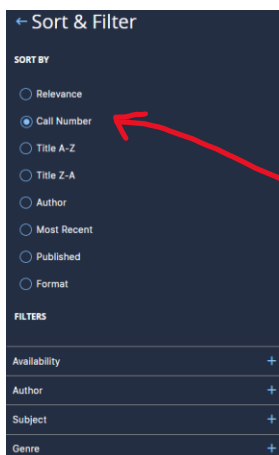 ← Sort & Filter
SORT BY
Relevance
Call Number
Title A-Z
Title Z-A
Author
Most Recent
Published
Format
FILTERS
Availability +
Author +
Subject +
Genre +